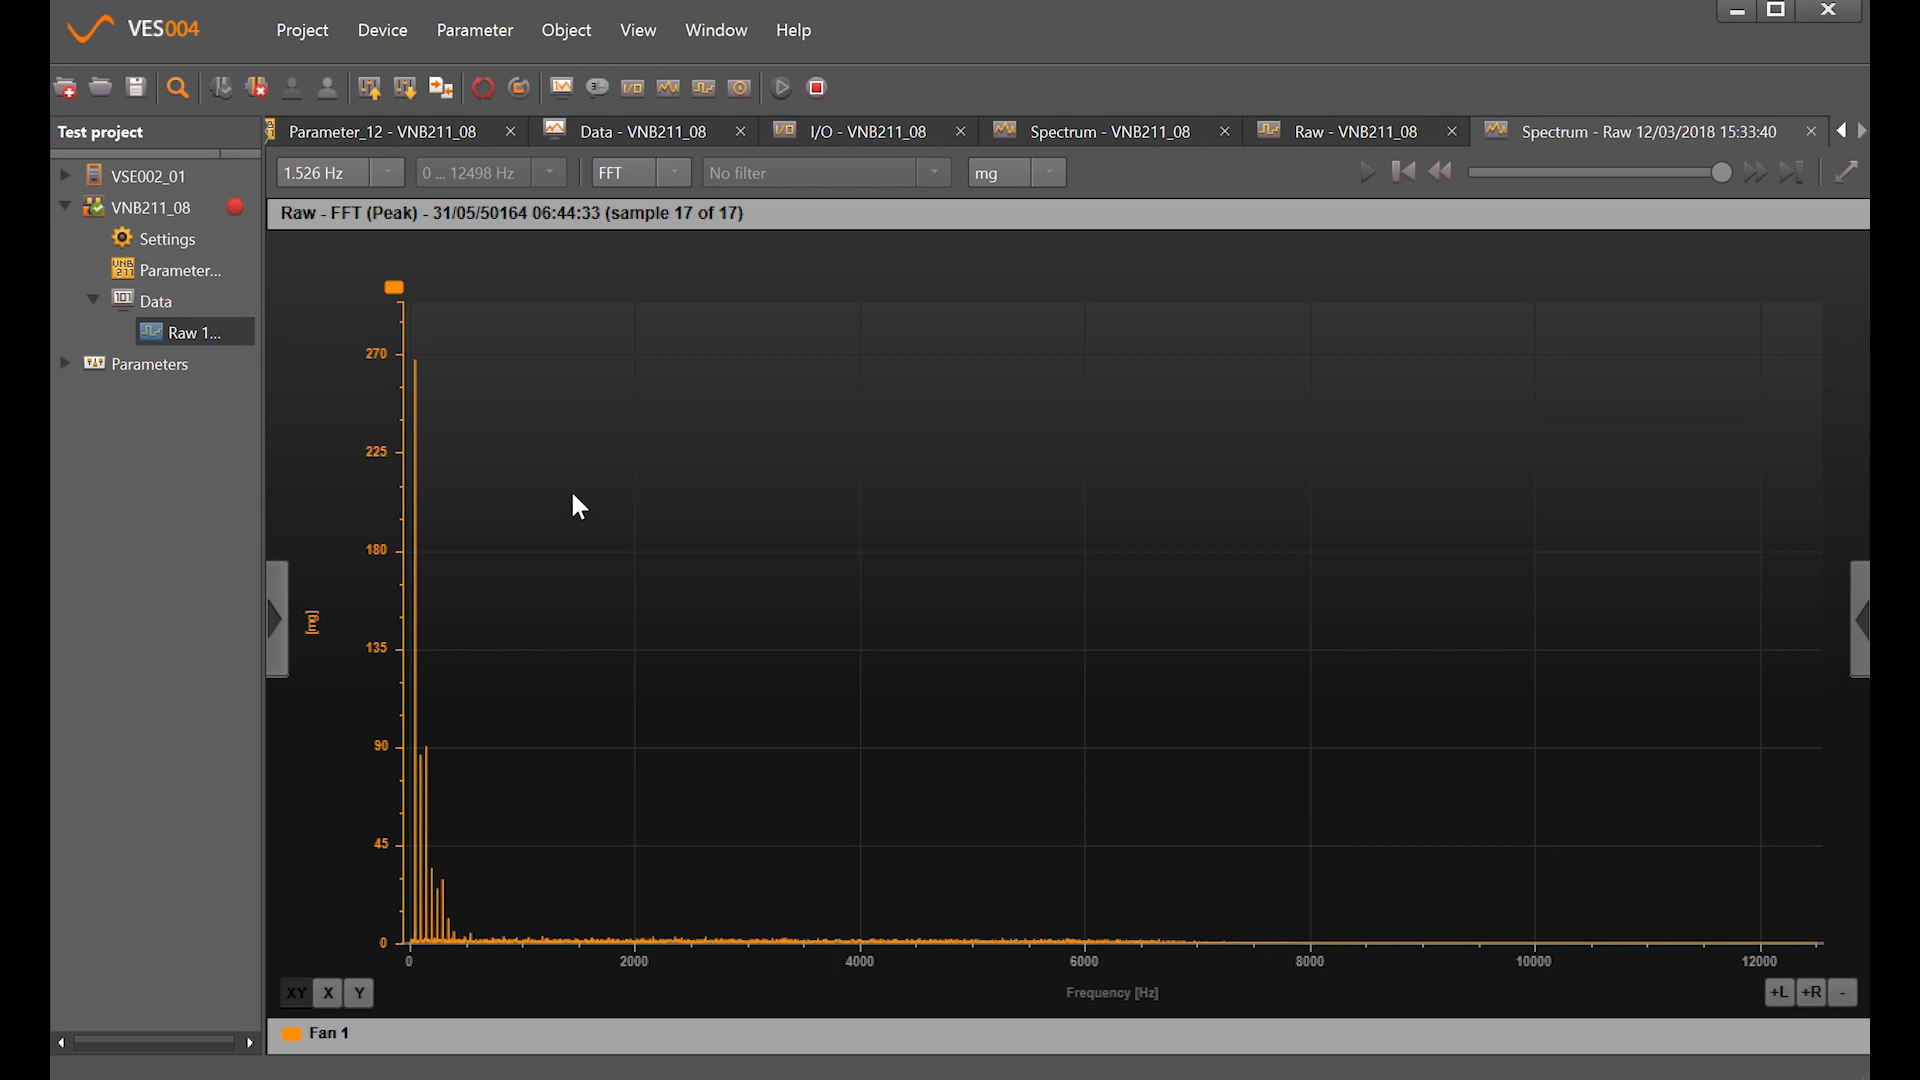 VES004
Project Device Parameter Object View Window Help
Test project
Parameter_12 - VNB211_08
Data - VNB211_08
I/O - VNB211_08
Spectrum - VNB211_08
Raw - VNB211_08
Spectrum - Raw 12/03/2018 15:33:40
1.526 Hz
0 ... 12498 Hz
FFT
No filter
mg
Raw - FFT (Peak) - 31/05/50164 06:44:33 (sample 17 of 17)
VSE002_01
VNB211_08
Settings
Parameter...
Data
Raw 1...
Parameters
270
225
180
[mg]
135
90
45
0
0 2000 4000 6000 8000 10000 12000
XY X Y
Frequency [Hz]
+L +R -
Fan 1